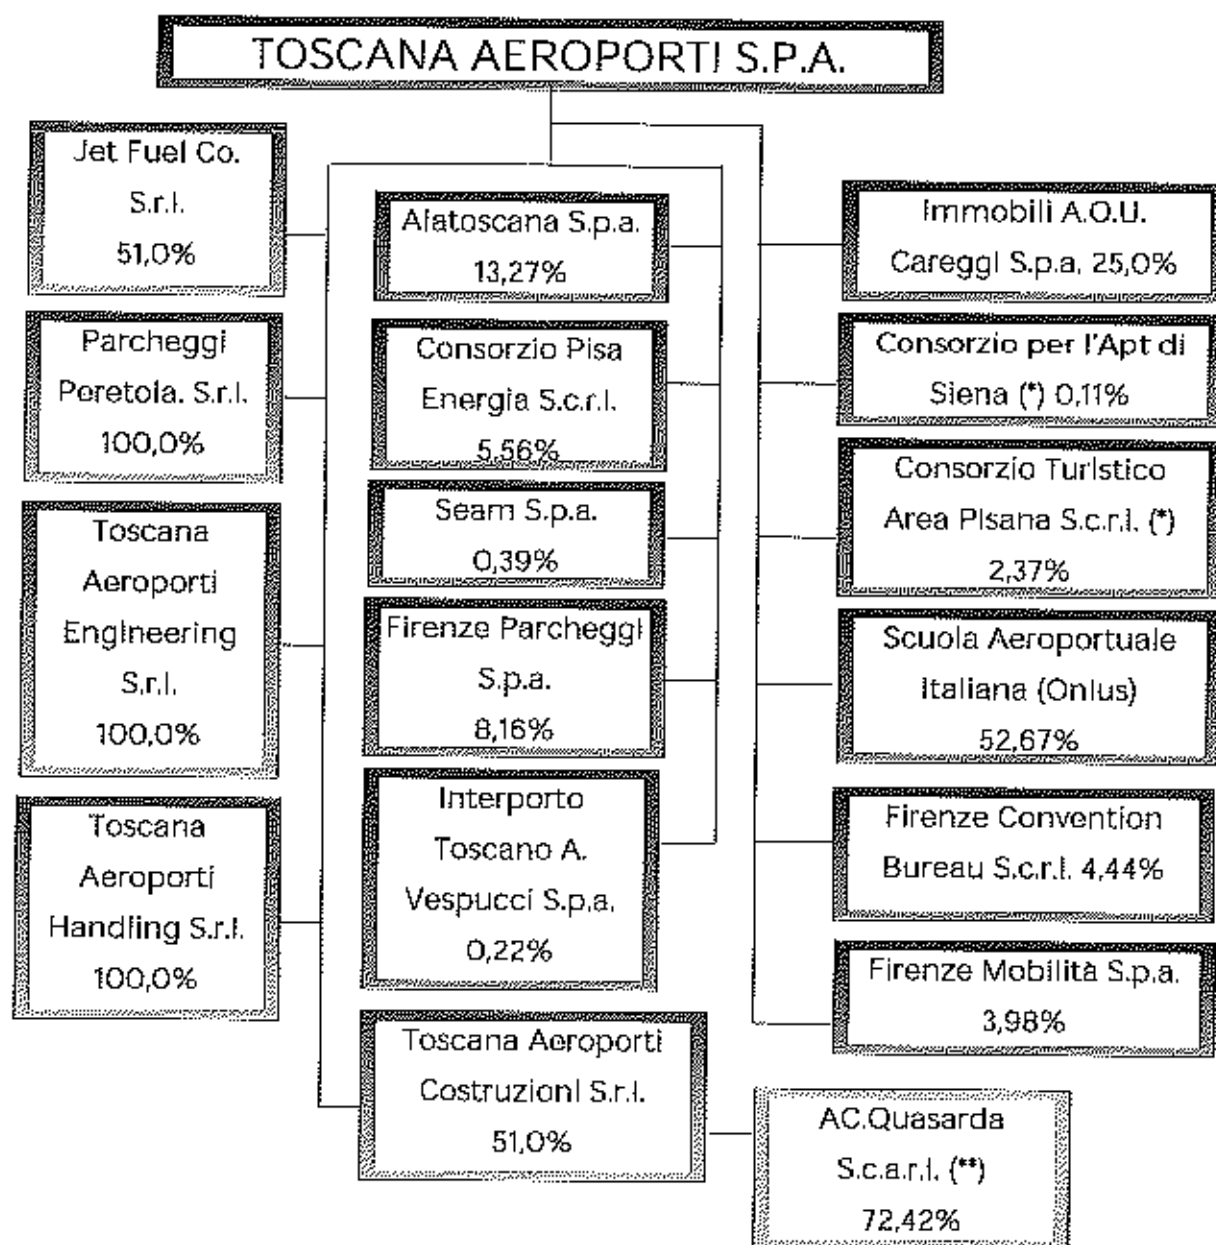 TOSCANA AEROPORTI S.P.A.
Jet Fuel Co.
S.r.l.
51,0%
Parcheggi
Peretola. S.r.l.
100,0%
Toscana
Aeroporti
Engineering
S.r.l.
100,0%
Toscana
Aeroporti
Handling S.r.l.
100,0%
Alatoscana S.p.a.
13,27%
Consorzio Pisa
Energia S.c.r.l.
5,56%
Seam S.p.a.
0,39%
Firenze Parcheggi
S.p.a.
8,16%
Interporto
Toscano A.
Vespucci S.p.a.
0,22%
Toscana Aeroporti
Costruzioni S.r.l.
51,0%
Immobili A.O.U.
Careggi S.p.a. 25,0%
Consorzio per l'Apt di
Siena (*) 0,11%
Consorzio Turistico
Area Pisana S.c.r.l. (*)
2,37%
Scuola Aeroportuale
Italiana (Onlus)
52,67%
Firenze Convention
Bureau S.c.r.l. 4,44%
Firenze Mobilità S.p.a.
3,98%
AC.Quasarda
S.c.a.r.l. (**)
72,42%